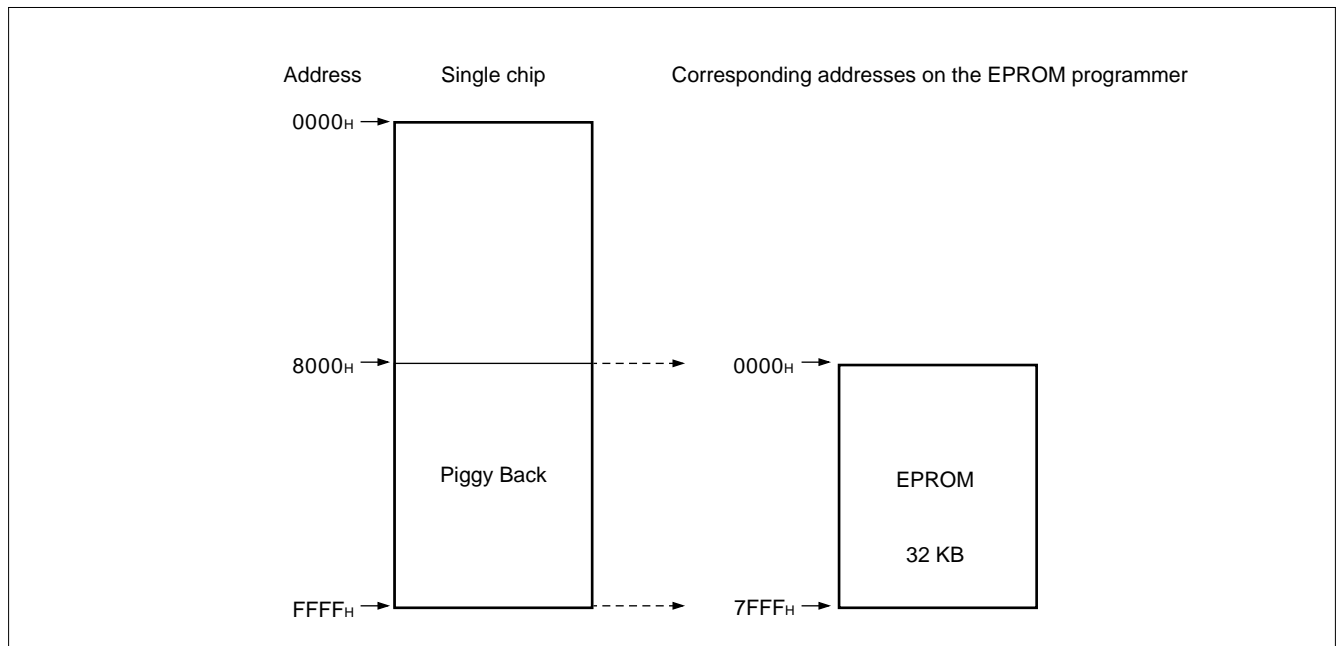 Address Single chip Corresponding addresses on the EPROM programmer
0000H
8000H 0000H
Piggy Back EPROM
32 KB
FFFFH 7FFFH